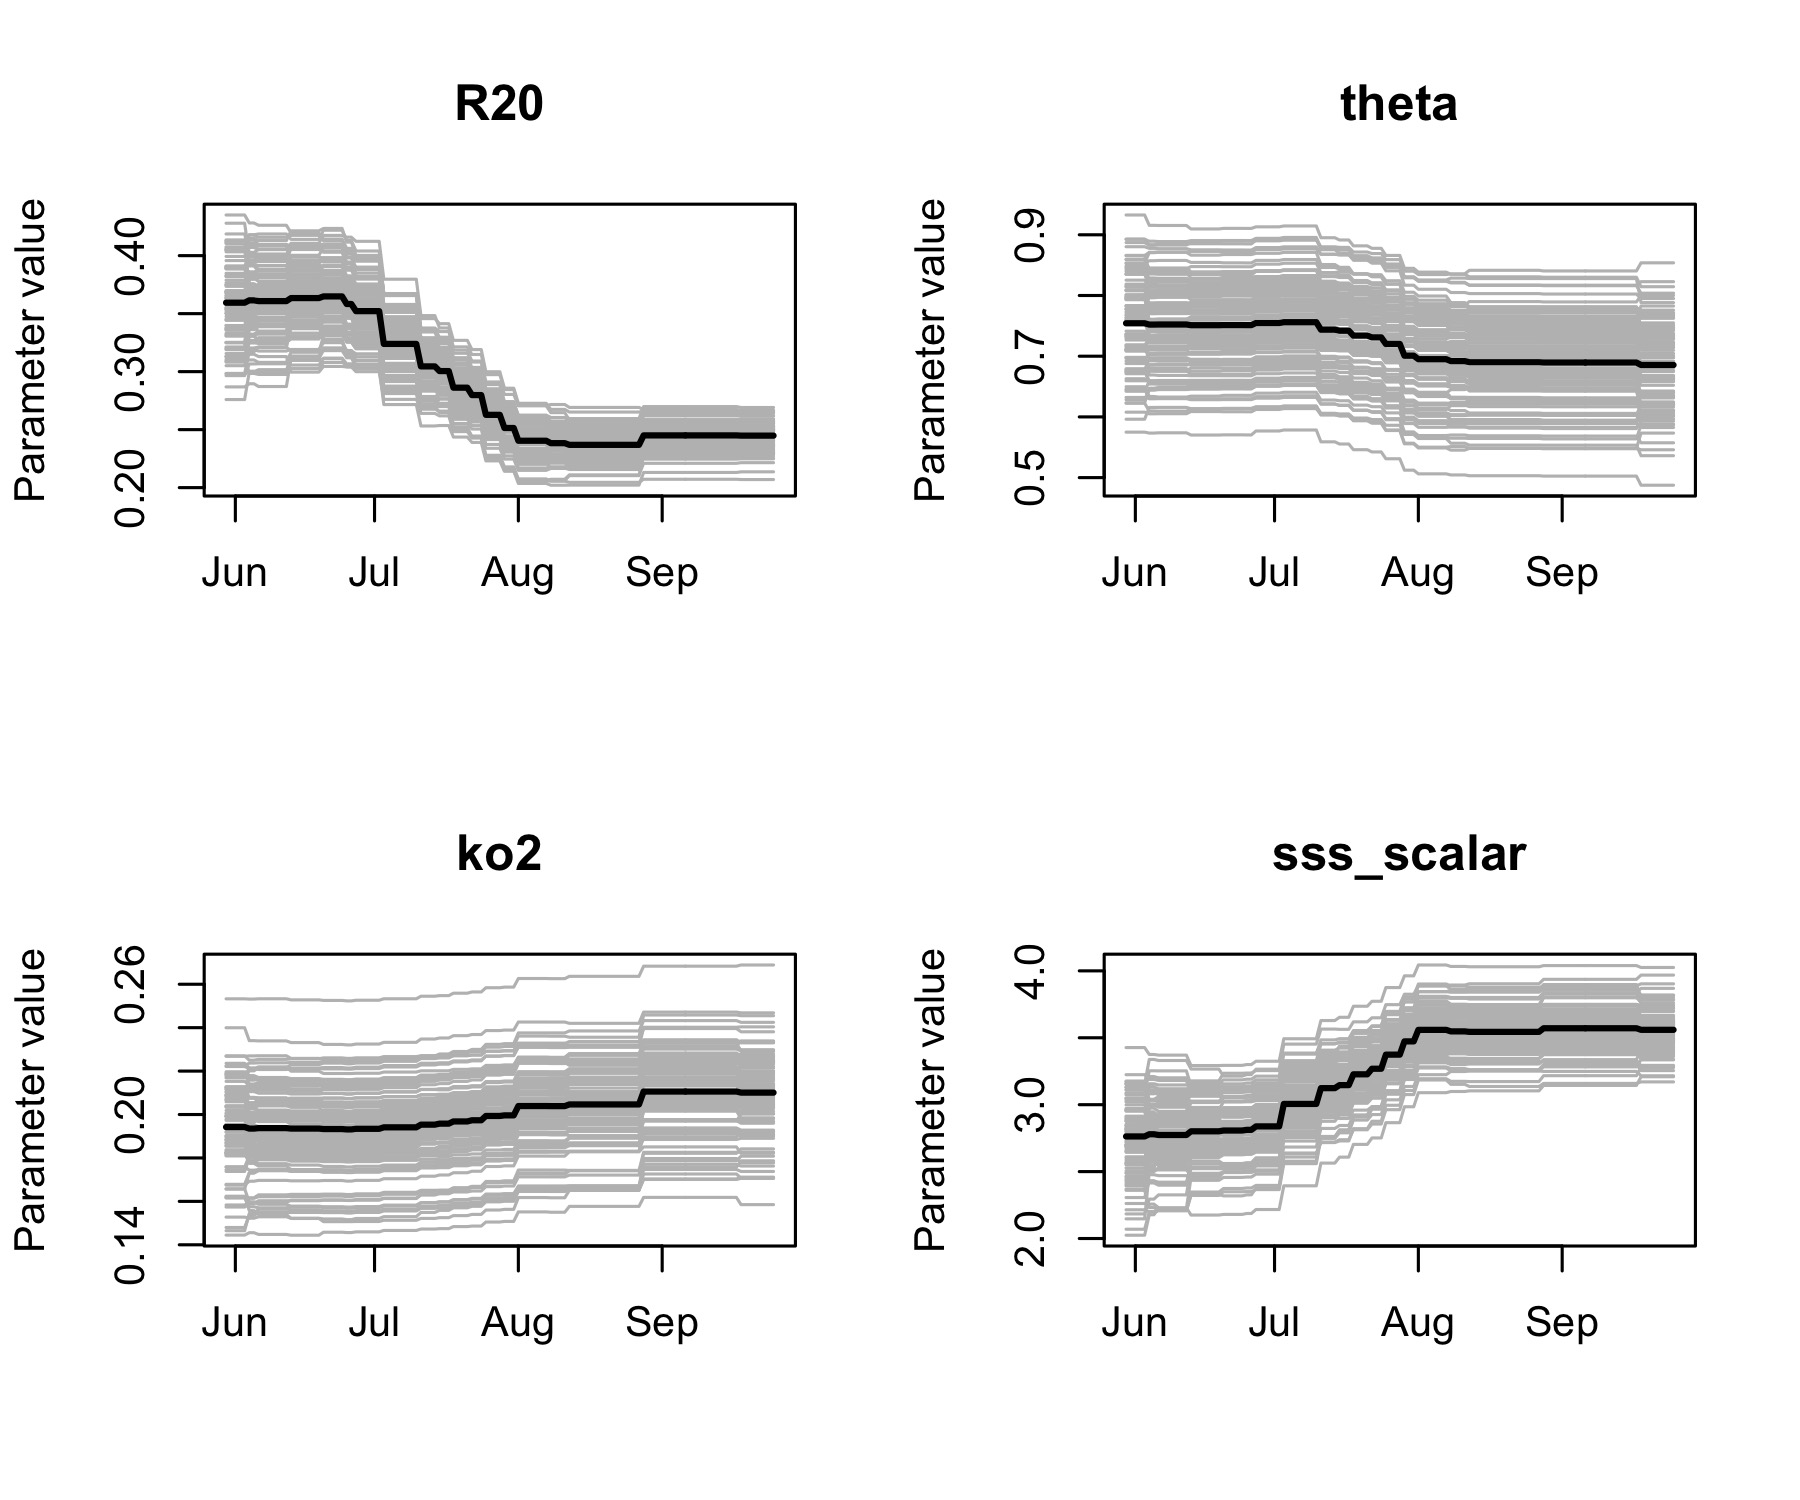 R20
Parameter value
0.40
0.30
0.20
Jun Jul Aug Sep
theta
Parameter value
0.9
0.7
0.5
Jun Jul Aug Sep
ko2
Parameter value
0.26
0.20
0.14
Jun Jul Aug Sep
sss_scalar
Parameter value
4.0
3.0
2.0
Jun Jul Aug Sep